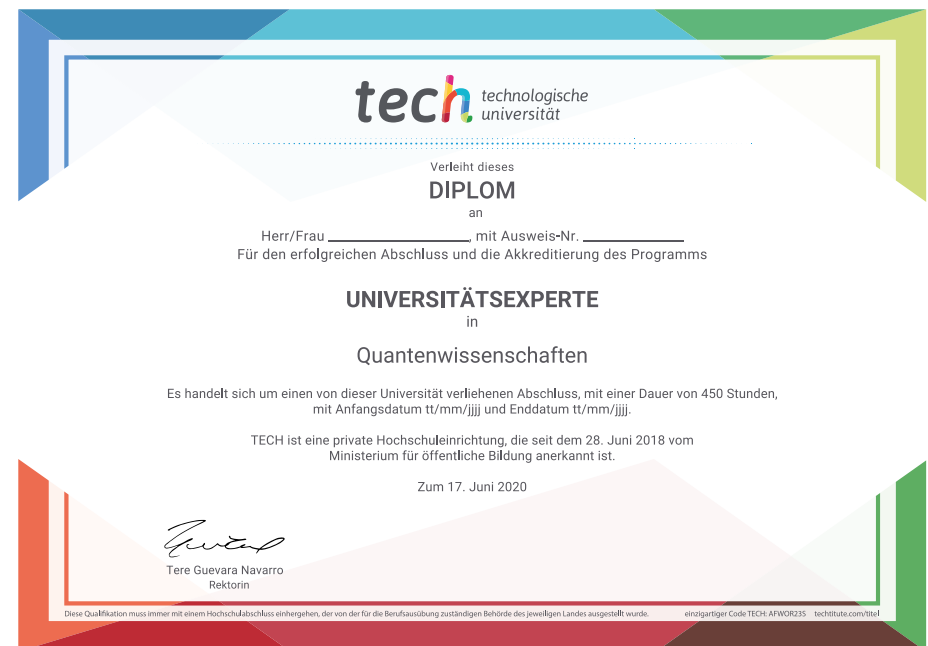 tech technologische
universität
Verleiht dieses
DIPLOM
an
Herr/Frau ____________, mit Ausweis-Nr. ____________
Für den erfolgreichen Abschluss und die Akkreditierung des Programms
UNIVERSITÄTSEXPERTE
in
Quantenwissenschaften
Es handelt sich um einen von dieser Universität verliehenen Abschluss, mit einer Dauer von 450 Stunden,
mit Anfangsdatum tt/mm/jjjj und Enddatum tt/mm/jjjj.
TECH ist eine private Hochschuleinrichtung, die seit dem 28. Juni 2018 vom
Ministerium für öffentliche Bildung anerkannt ist.
Zum 17. Juni 2020
Tere Guevara Navarro
Rektorin
Diese Qualifikation muss immer mit einem Hochschulabschluss einhergehen, der von der für die Berufsausübung zuständigen Behörde des jeweiligen Landes ausgestellt wurde. einzigartiger Code TECH: AFWOR23S techtitute.com/titel